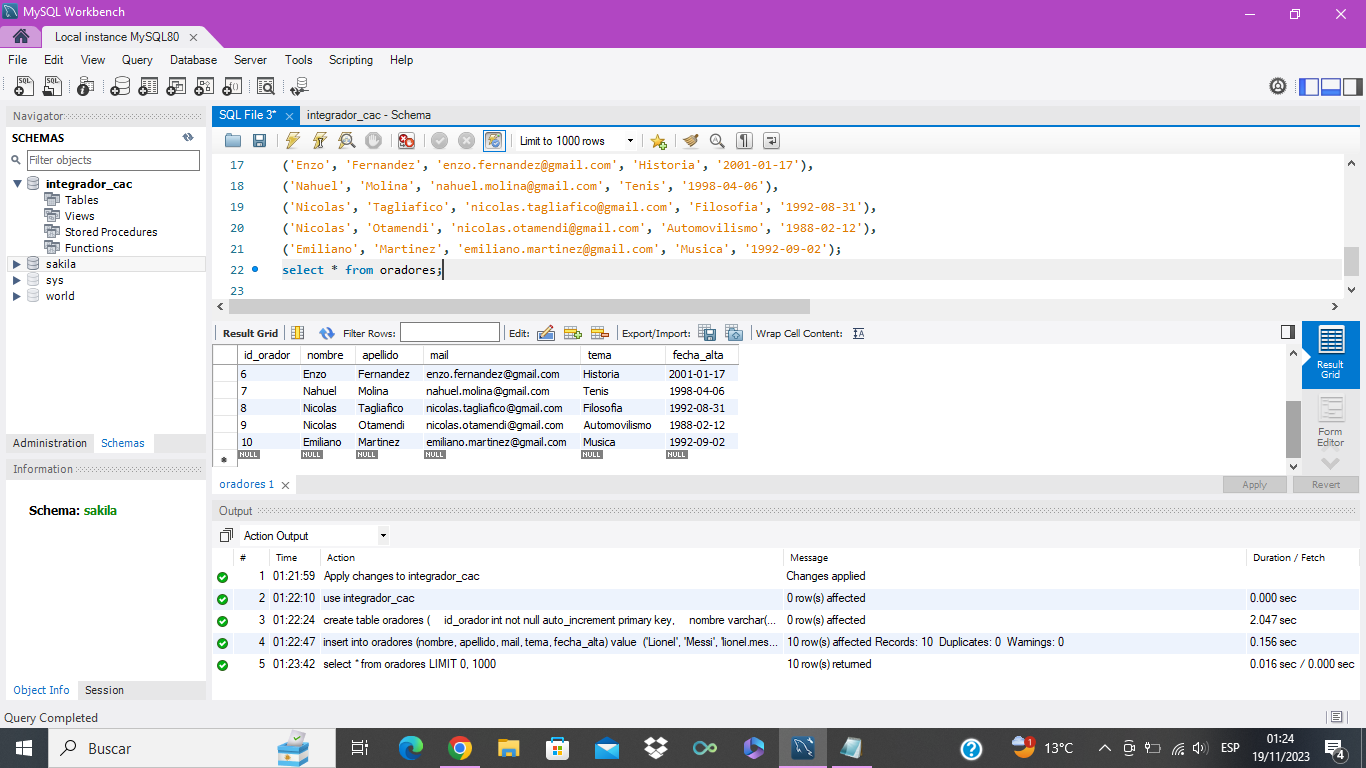 MySQL Workbench
Local instance MySQL80
File Edit View Query Database Server Tools Scripting Help
Navigator
SCHEMAS
Filter objects
integrador_cac
Tables
Views
Stored Procedures
Functions
sakila
sys
world
Administration Schemas
Information
Schema: sakila
Object Info Session
SQL File 3* integrador_cac - Schema
Limit to 1000 rows
17 ('Enzo', 'Fernandez', 'enzo.fernandez@gmail.com', 'Historia', '2001-01-17'),
18 ('Nahuel', 'Molina', 'nahuel.molina@gmail.com', 'Tenis', '1998-04-06'),
19 ('Nicolas', 'Tagliafico', 'nicolas.tagliafico@gmail.com', 'Filosofia', '1992-08-31'),
20 ('Nicolas', 'Otamendi', 'nicolas.otamendi@gmail.com', 'Automovilismo', '1988-02-12'),
21 ('Emiliano', 'Martinez', 'emiliano.martinez@gmail.com', 'Musica', '1992-09-02');
22 select * from oradores;
23
Result Grid Filter Rows: Edit: Export/Import: Wrap Cell Content:
id_orador nombre apellido mail tema fecha_alta
6 Enzo Fernandez enzo.fernandez@gmail.com Historia 2001-01-17
7 Nahuel Molina nahuel.molina@gmail.com Tenis 1998-04-06
8 Nicolas Tagliafico nicolas.tagliafico@gmail.com Filosofia 1992-08-31
9 Nicolas Otamendi nicolas.otamendi@gmail.com Automovilismo 1988-02-12
10 Emiliano Martinez emiliano.martinez@gmail.com Musica 1992-09-02
NULL NULL NULL NULL NULL NULL
Result
Grid
Form
Editor
oradores 1 Apply Revert
Output
Action Output
# Time Action Message Duration / Fetch
1 01:21:59 Apply changes to integrador_cac Changes applied
2 01:22:10 use integrador_cac 0 row(s) affected 0.000 sec
3 01:22:24 create table oradores ( id_orador int not null auto_increment primary key, nombre varchar(... 0 row(s) affected 2.047 sec
4 01:22:47 insert into oradores (nombre, apellido, mail, tema, fecha_alta) value ('Lionel', 'Messi', 'lionel.mes... 10 row(s) affected Records: 10 Duplicates: 0 Warnings: 0 0.156 sec
5 01:23:42 select * from oradores LIMIT 0, 1000 10 row(s) returned 0.016 sec / 0.000 sec
Query Completed
Buscar
1
13°C
ESP
01:24
19/11/2023
4